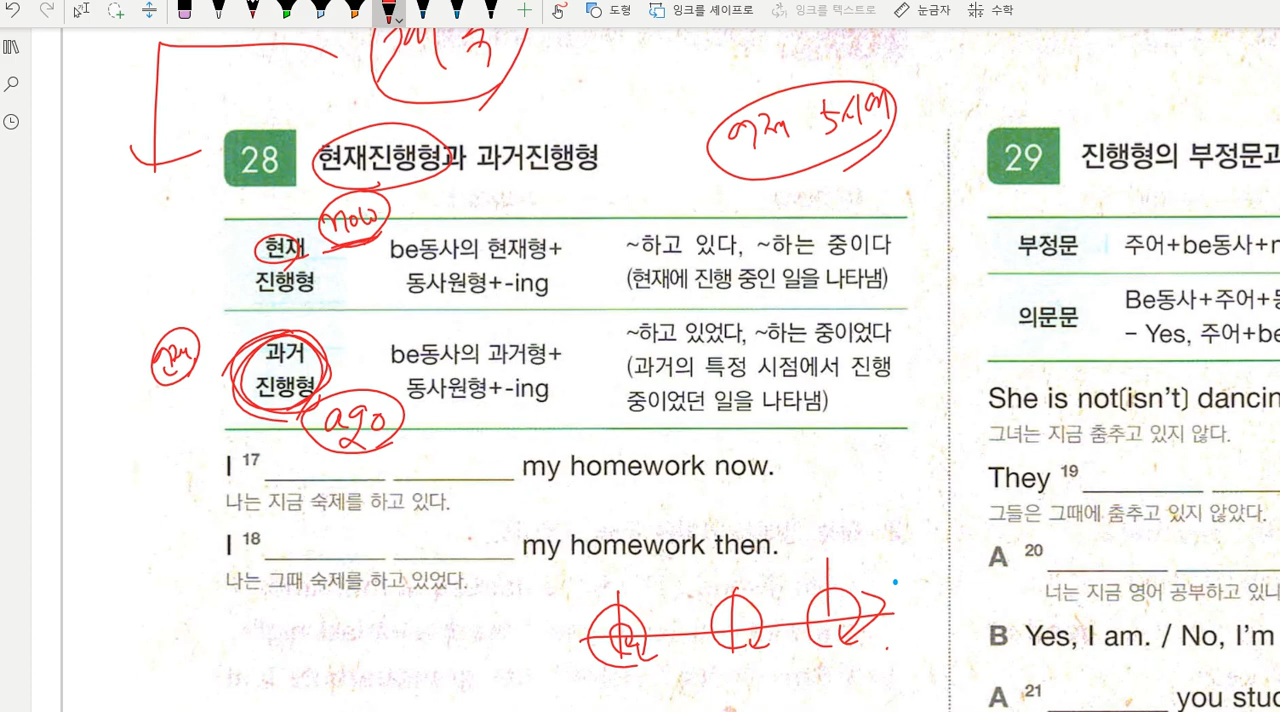 도형
잉크를 셰이프로
잉크를 텍스트로
눈금자
수학
어제 5시에
28 현재진행형과 과거진행형
now
현재
진행형
be동사의 현재형+
동사원형+-ing
~하고 있다, ~하는 중이다
(현재에 진행 중인 일을 나타냄)
과거
진행형
be동사의 과거형+
동사원형+-ing
~하고 있었다, ~하는 중이었다
(과거의 특정 시점에서 진행
중이었던 일을 나타냄)
어제
ago
I 17 ________ ________ my homework now.
나는 지금 숙제를 하고 있다.
I 18 ________ ________ my homework then.
나는 그때 숙제를 하고 있었다.
29 진행형의 부정문과
부정문
주어+be동사+n
의문문
Be동사+주어+동
– Yes, 주어+be
She is not(isn't) dancin
그녀는 지금 춤추고 있지 않다.
They 19 ________
그들은 그때에 춤추고 있지 않았다.
A 20 ________
너는 지금 영어 공부하고 있니
B Yes, I am. / No, I'm
A 21 ________ you stud